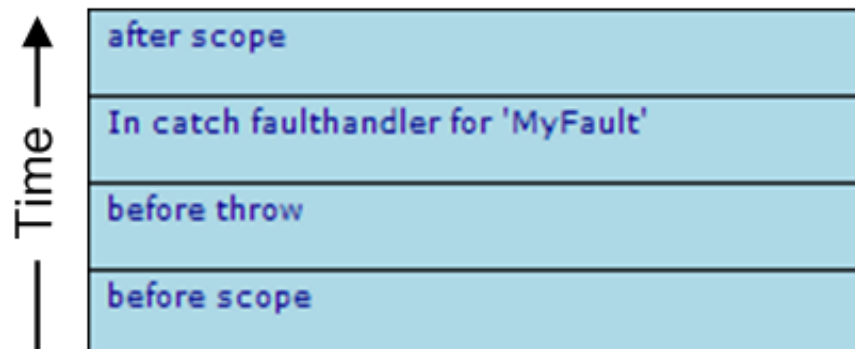 Time
after scope
In catch faulthandler for 'MyFault'
before throw
before scope